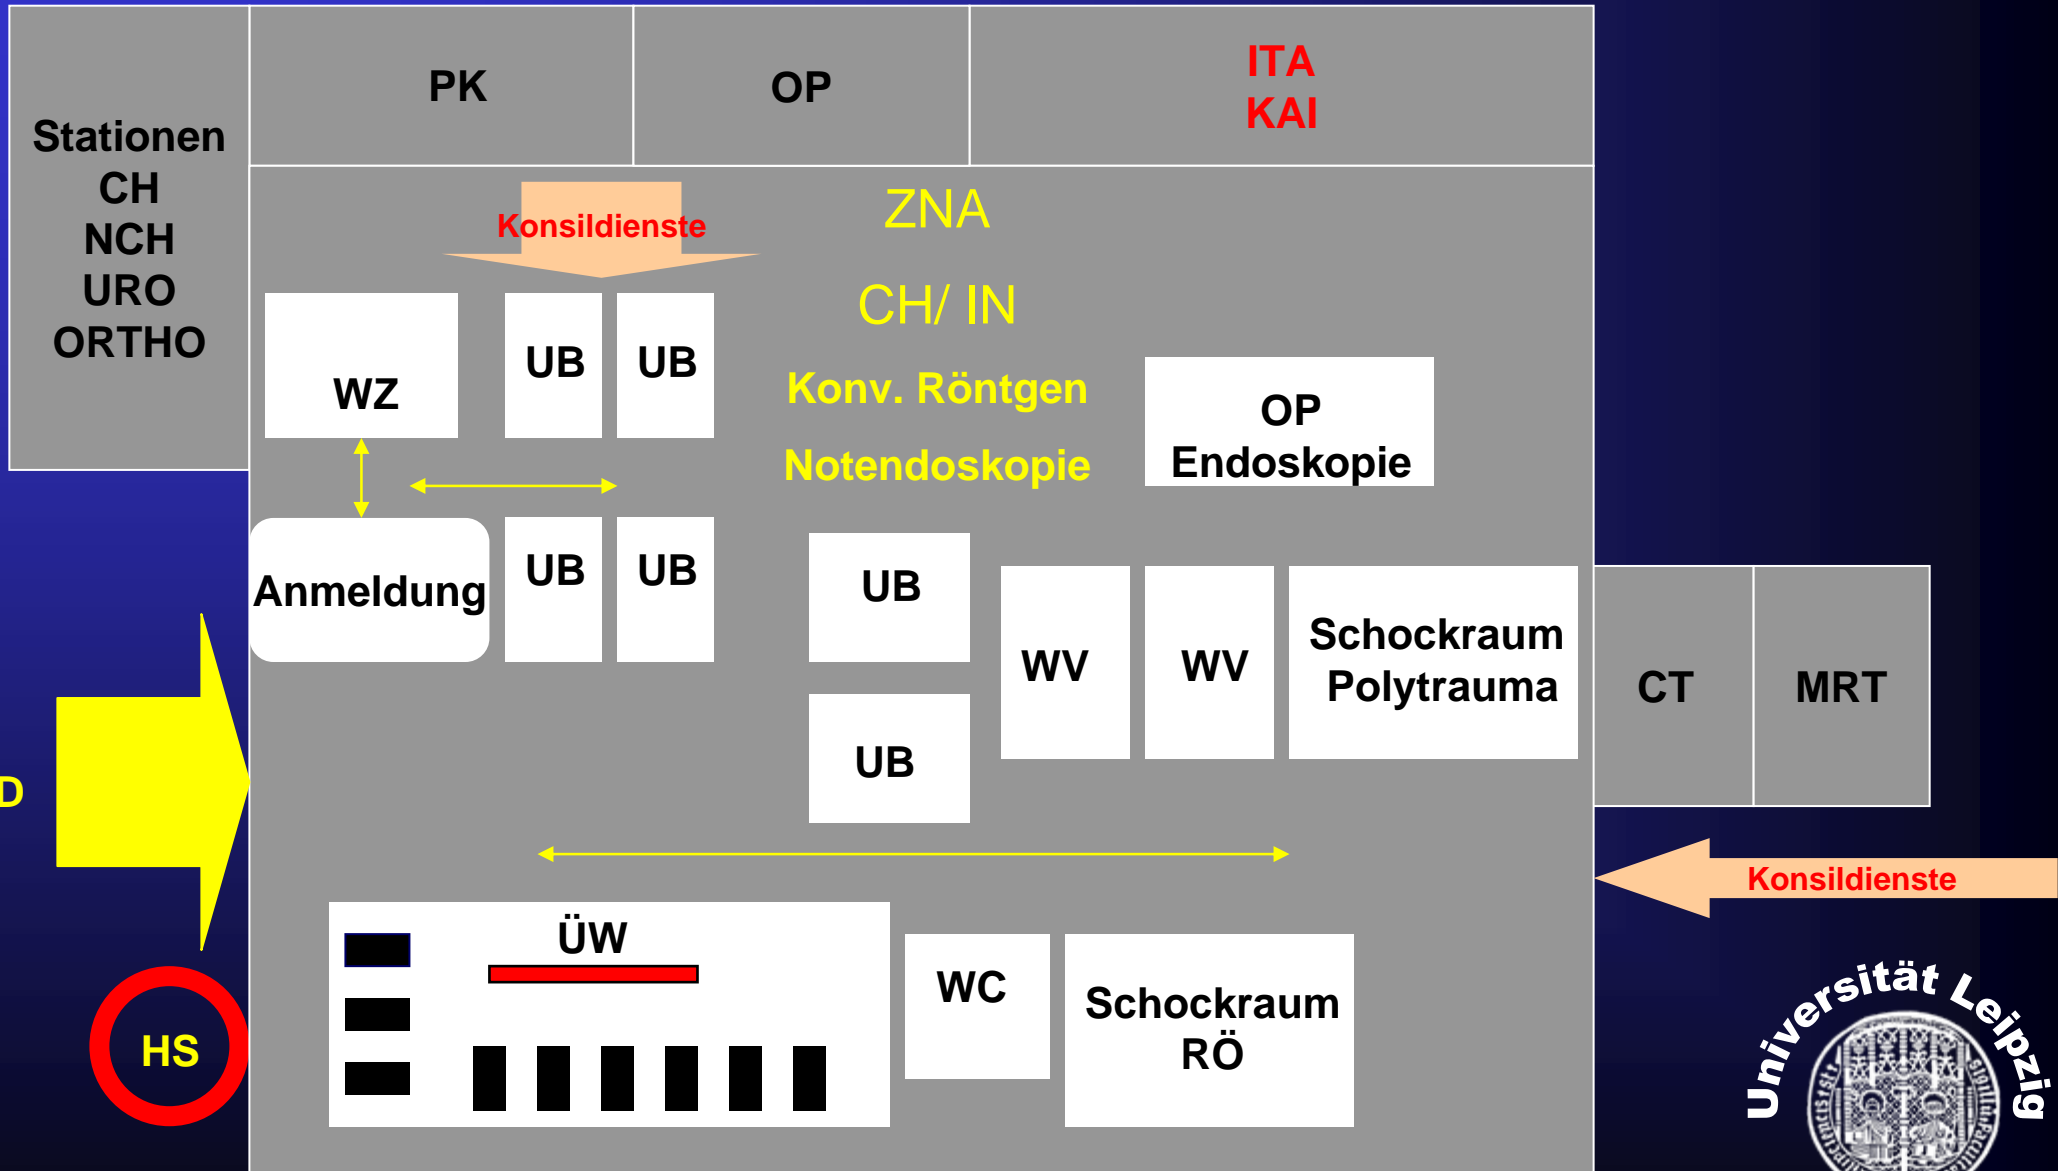 Stationen
CH
NCH
URO
ORTHO
PK
OP
ITA
KAI
Konsildienste
ZNA
CH/ IN
Konv. Röntgen
Notendoskopie
WZ
UB
UB
OP
Endoskopie
Anmeldung
UB
UB
UB
UB
WV
WV
Schockraum
Polytrauma
CT
MRT
D
Konsildienste
ÜW
WC
Schockraum
RÖ
HS
Universität Leipzig